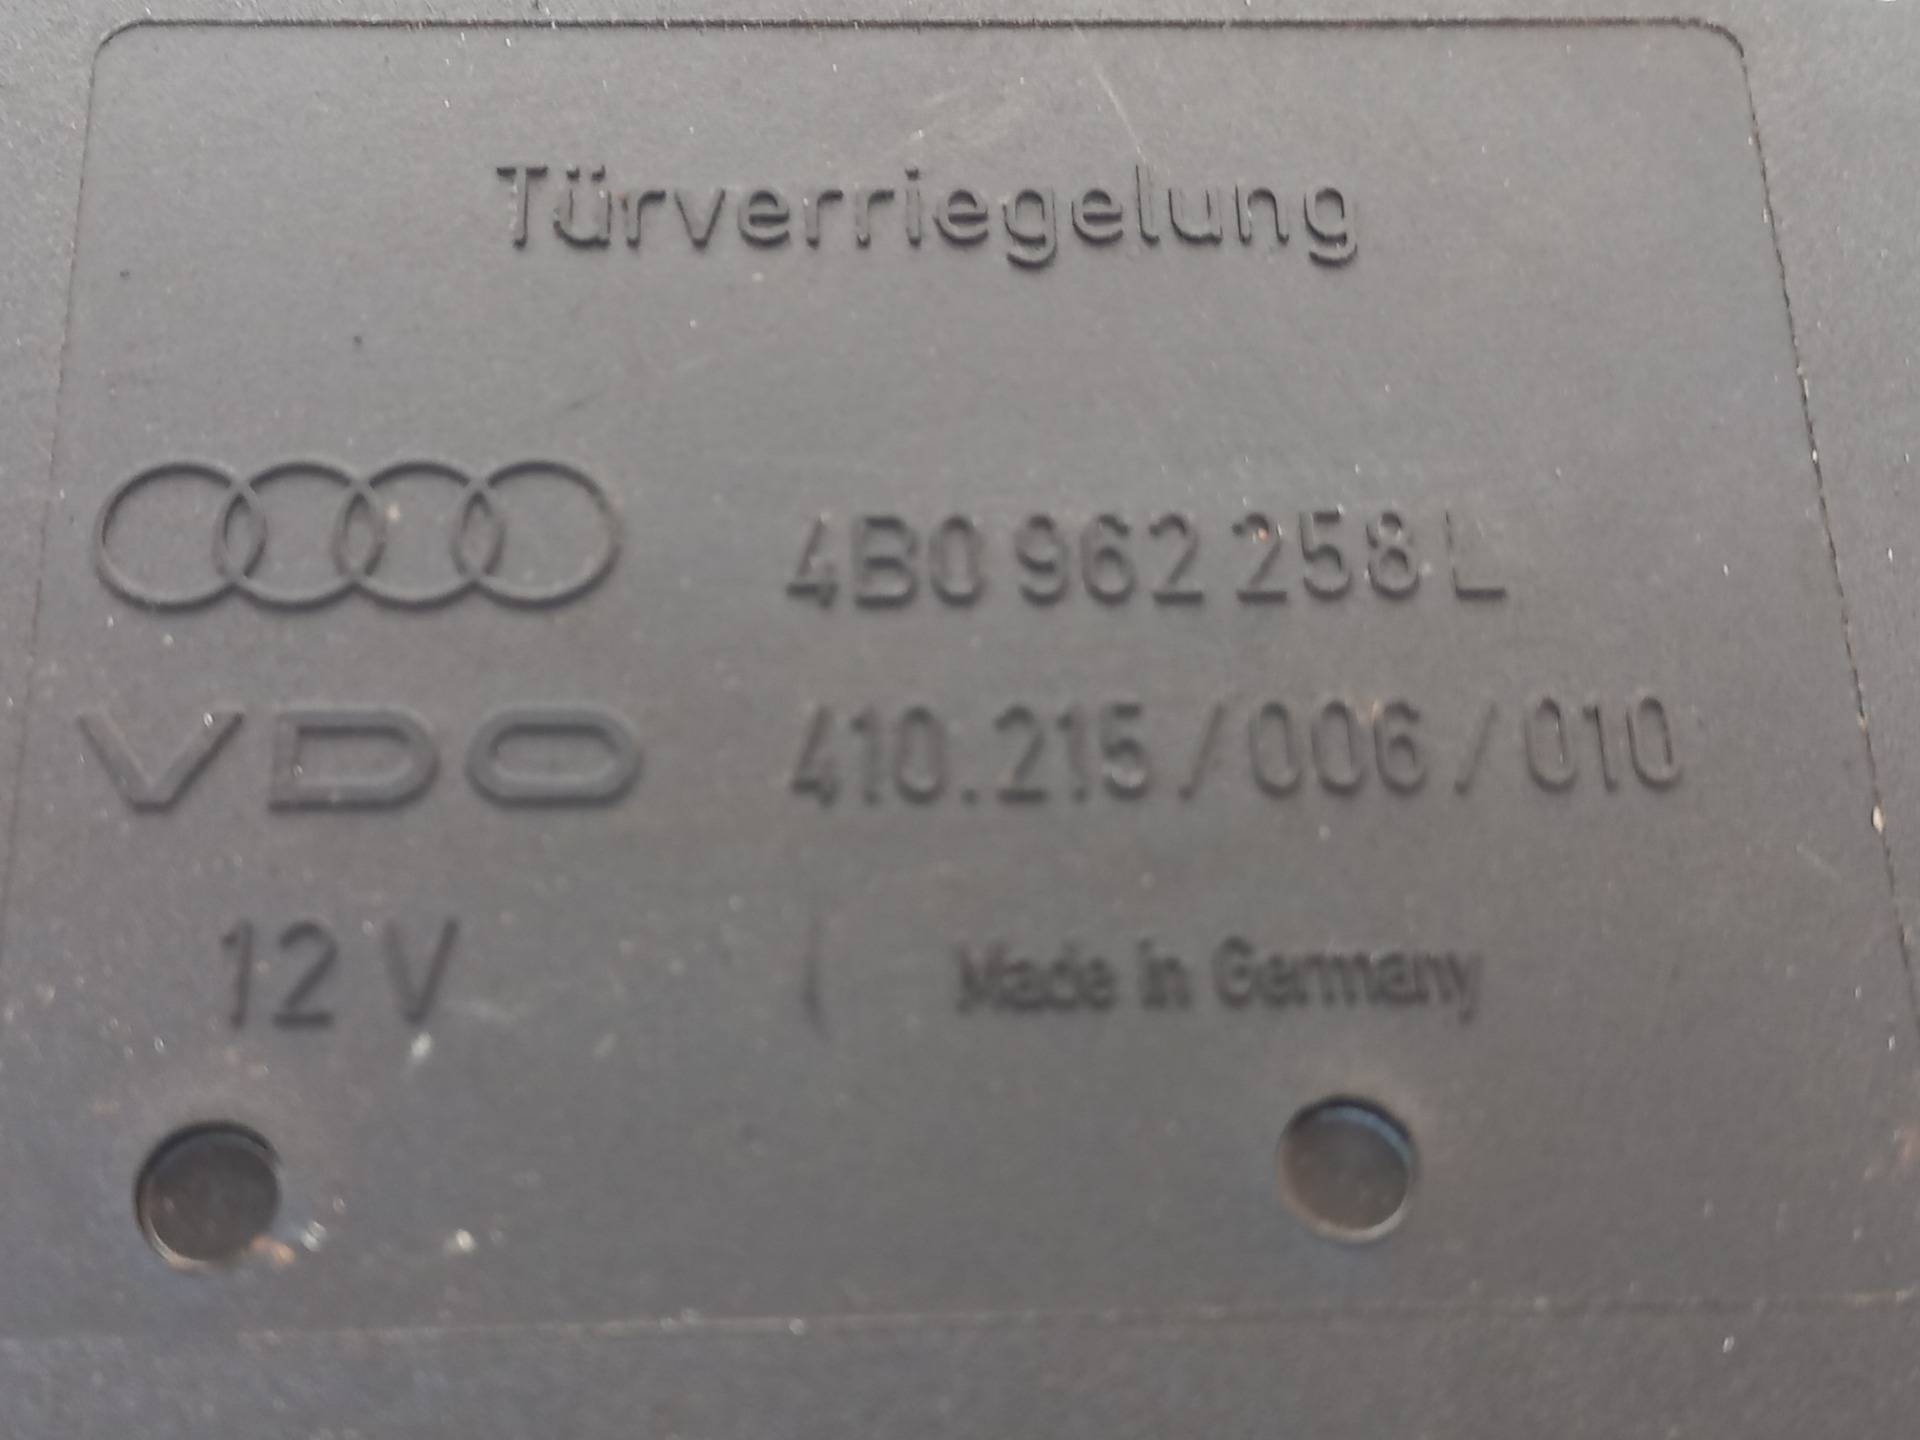 Türverriegelung
4B0 962 258 L
VDO 410.215/006/010
12 V Made in Germany